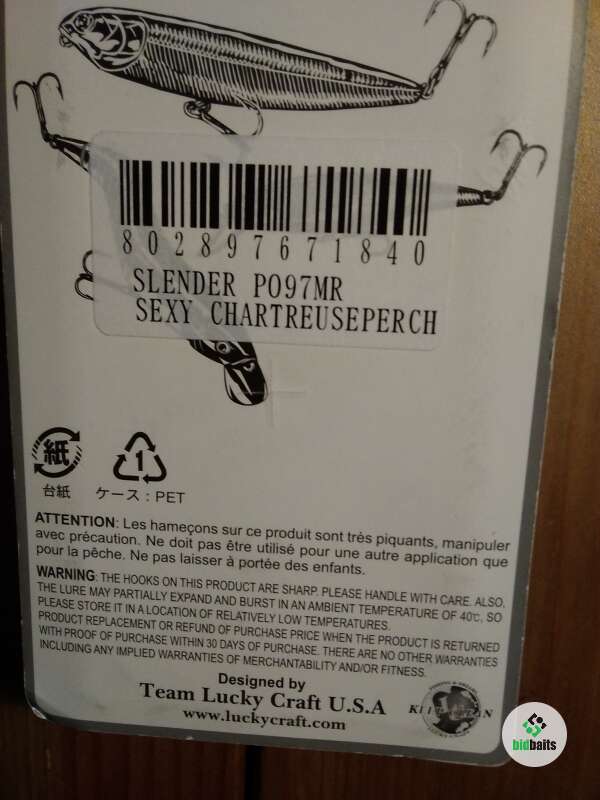 802897671840
SLENDER PO97MR
SEXY CHARTREUSEPERCH
紙
1
台紙
ケース：PET
ATTENTION: Les hameçons sur ce produit sont très piquants, manipuler
avec précaution. Ne doit pas être utilisé pour une autre application que
pour la pêche. Ne pas laisser à portée des enfants.
WARNING: THE HOOKS ON THIS PRODUCT ARE SHARP. PLEASE HANDLE WITH CARE. ALSO,
THE LURE MAY PARTIALLY EXPAND AND BURST IN AN AMBIENT TEMPERATURE OF 40℃, SO
PLEASE STORE IT IN A LOCATION OF RELATIVELY LOW TEMPERATURES.
PRODUCT REPLACEMENT OR REFUND OF PURCHASE PRICE WHEN THE PRODUCT IS RETURNED
WITH PROOF OF PURCHASE WITHIN 30 DAYS OF PURCHASE. THERE ARE NO OTHER WARRANTIES
INCLUDING ANY IMPLIED WARRANTIES OF MERCHANTABILITY AND/OR FITNESS.
Designed by
Team Lucky Craft U.S.A
www.luckycraft.com
bidbaits